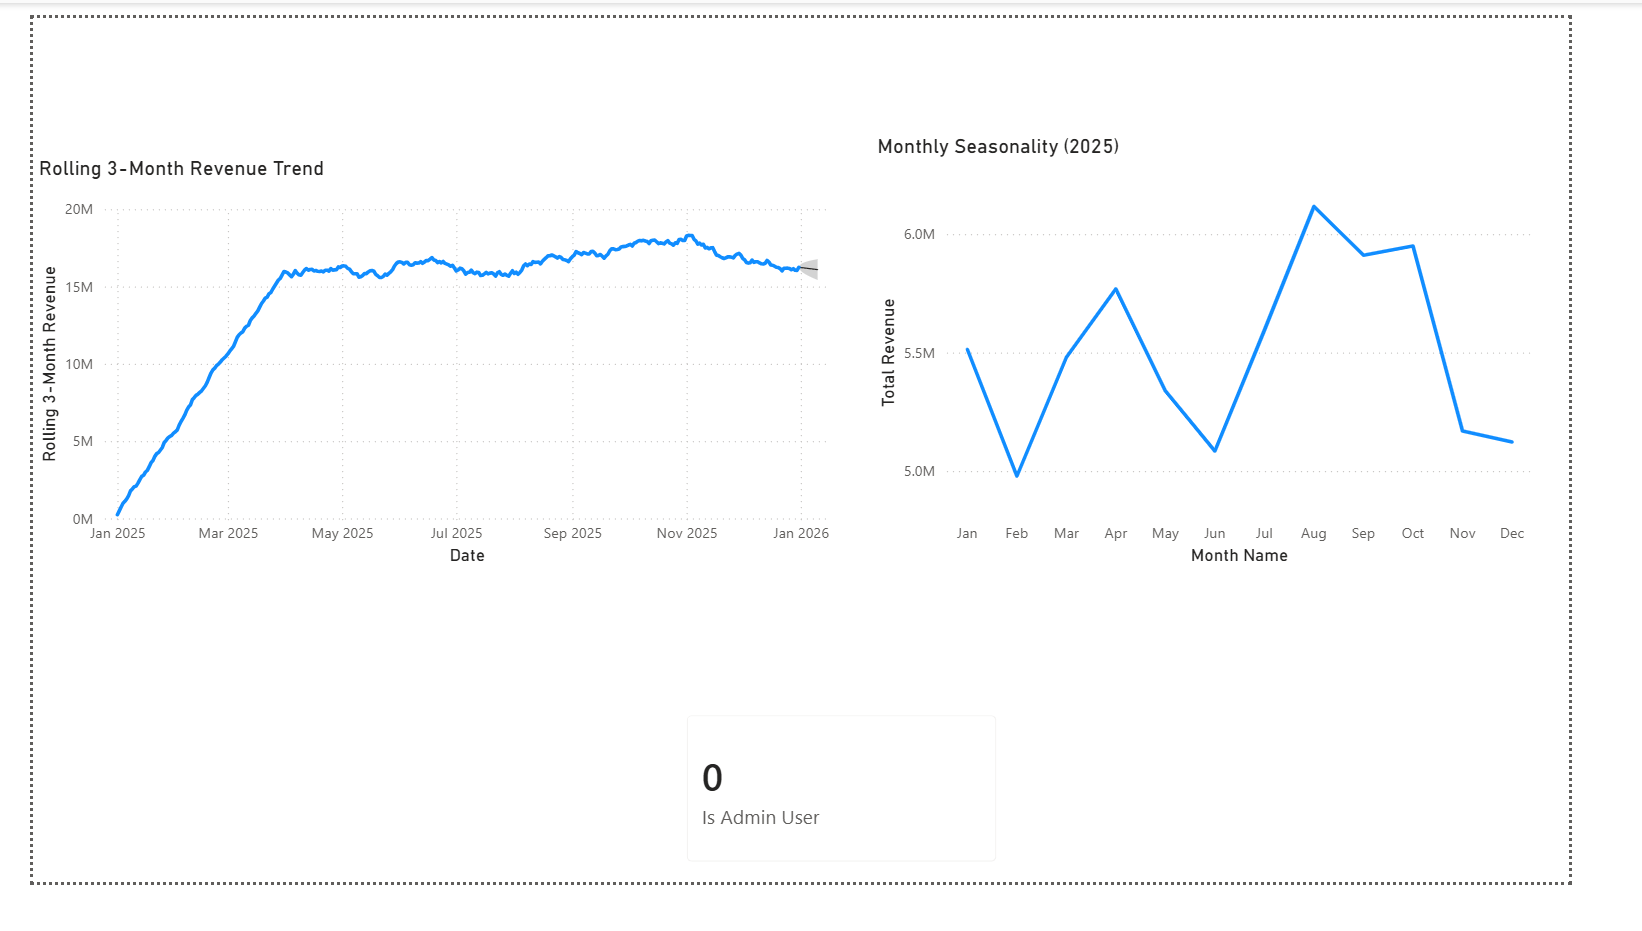 Rolling 3-Month Revenue Trend
Rolling 3-Month Revenue
20M
15M
10M
5M
0M
Jan 2025 Mar 2025 May 2025 Jul 2025 Sep 2025 Nov 2025 Jan 2026
Date
Monthly Seasonality (2025)
Total Revenue
6.0M
5.5M
5.0M
Jan Feb Mar Apr May Jun Jul Aug Sep Oct Nov Dec
Month Name
0
Is Admin User